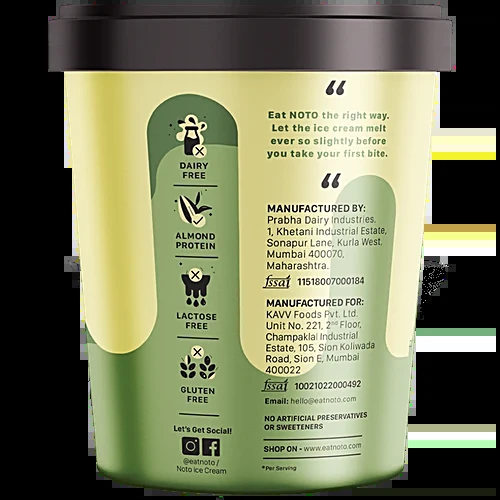 “
Eat NOTO the right way.
Let the ice cream melt
ever so slightly before
you take your first bite.
“
DAIRY
FREE
ALMOND
PROTEIN
LACTOSE
FREE
GLUTEN
FREE
Let's Get Social!
@eatnoto /
Noto Ice Cream
MANUFACTURED BY:
Prabha Dairy Industries.
1, Khetani Industrial Estate,
Sonapur Lane, Kurla West.
Mumbai 400070,
Maharashtra.
fssai 11518007000184
MANUFACTURED FOR:
KAVV Foods Pvt. Ltd.
Unit No. 221, 2nd Floor,
Champaklal Industrial
Estate, 105, Sion Koliwada
Road, Sion E, Mumbai
400022
fssai 10021022000492
Email: hello@eatnoto.com
NO ARTIFICIAL PRESERVATIVES
OR SWEETENERS
SHOP ON - www.eatnoto.com
*Per Serving